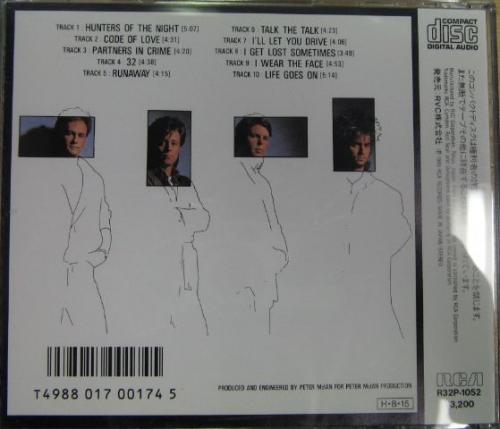 TRACK 1 : HUNTERS OF THE NIGHT [5:07]
TRACK 2 : CODE OF LOVE [4:31]
TRACK 3 : PARTNERS IN CRIME [4:20]
TRACK 4 : 32 [4:38]
TRACK 5 : RUNAWAY [4:15]
TRACK 6 : TALK THE TALK [4:23]
TRACK 7 : I'LL LET YOU DRIVE [4:06]
TRACK 8 : I GET LOST SOMETIMES [3:49]
TRACK 9 : I WEAR THE FACE [4:03]
TRACK 10 : LIFE GOES ON [5:14]
COMPACT
disc
DIGITAL AUDIO
発売元: RVC株式会社
T4988 017 00174 5
PRODUCED AND ENGINEERED BY PETER McIAN FOR PETER McIAN PRODUCTION
H·8·15
RCA
R32P-1052
3,200